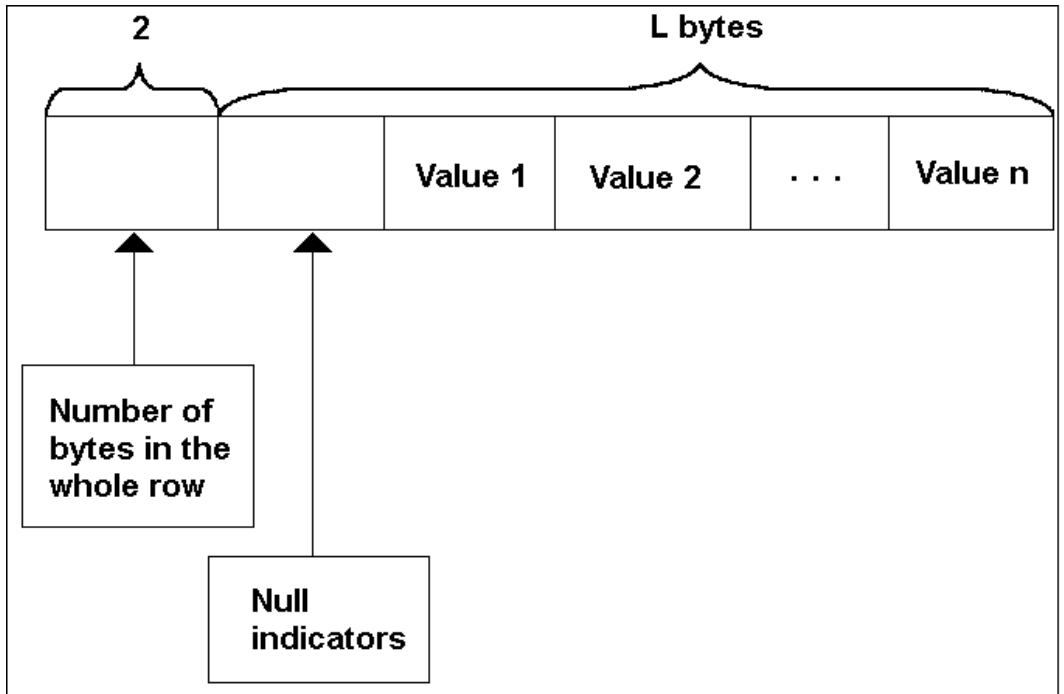 2
L bytes
Value 1
Value 2
. . .
Value n
Number of
bytes in the
whole row
Null
indicators